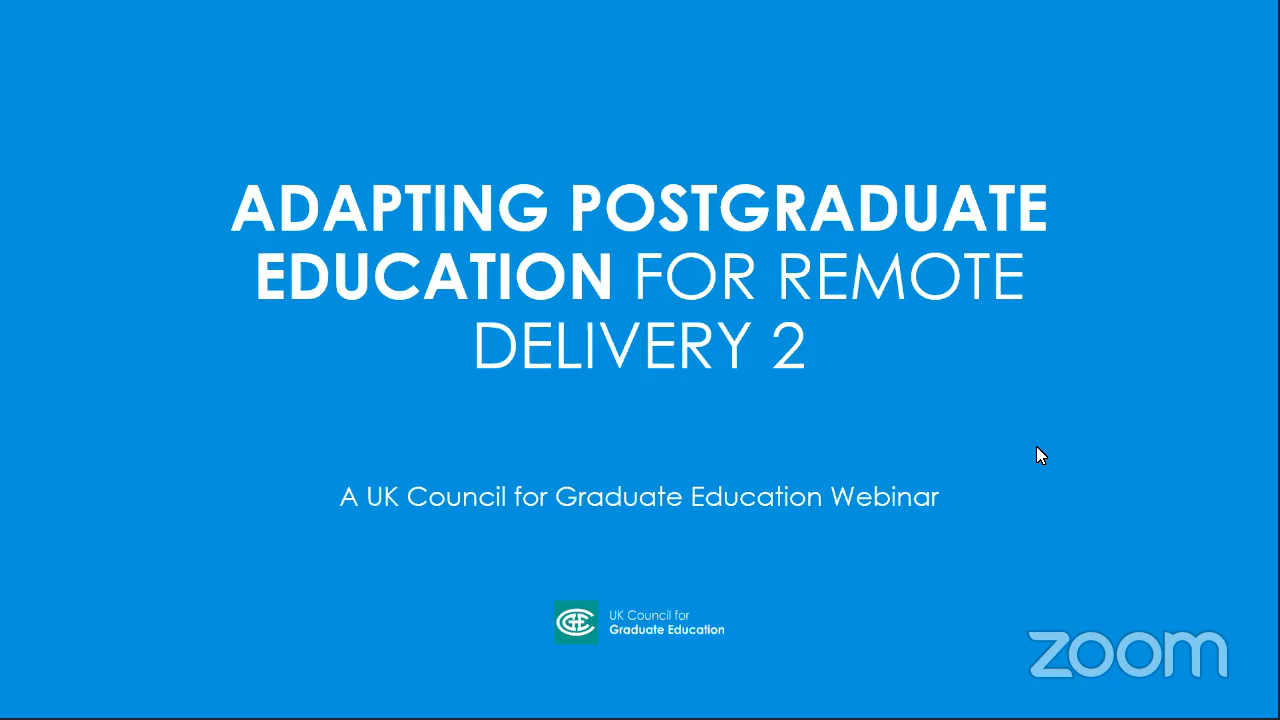 ADAPTING POSTGRADUATE
EDUCATION FOR REMOTE
DELIVERY 2
A UK Council for Graduate Education Webinar
UK Council for
Graduate Education
zoom